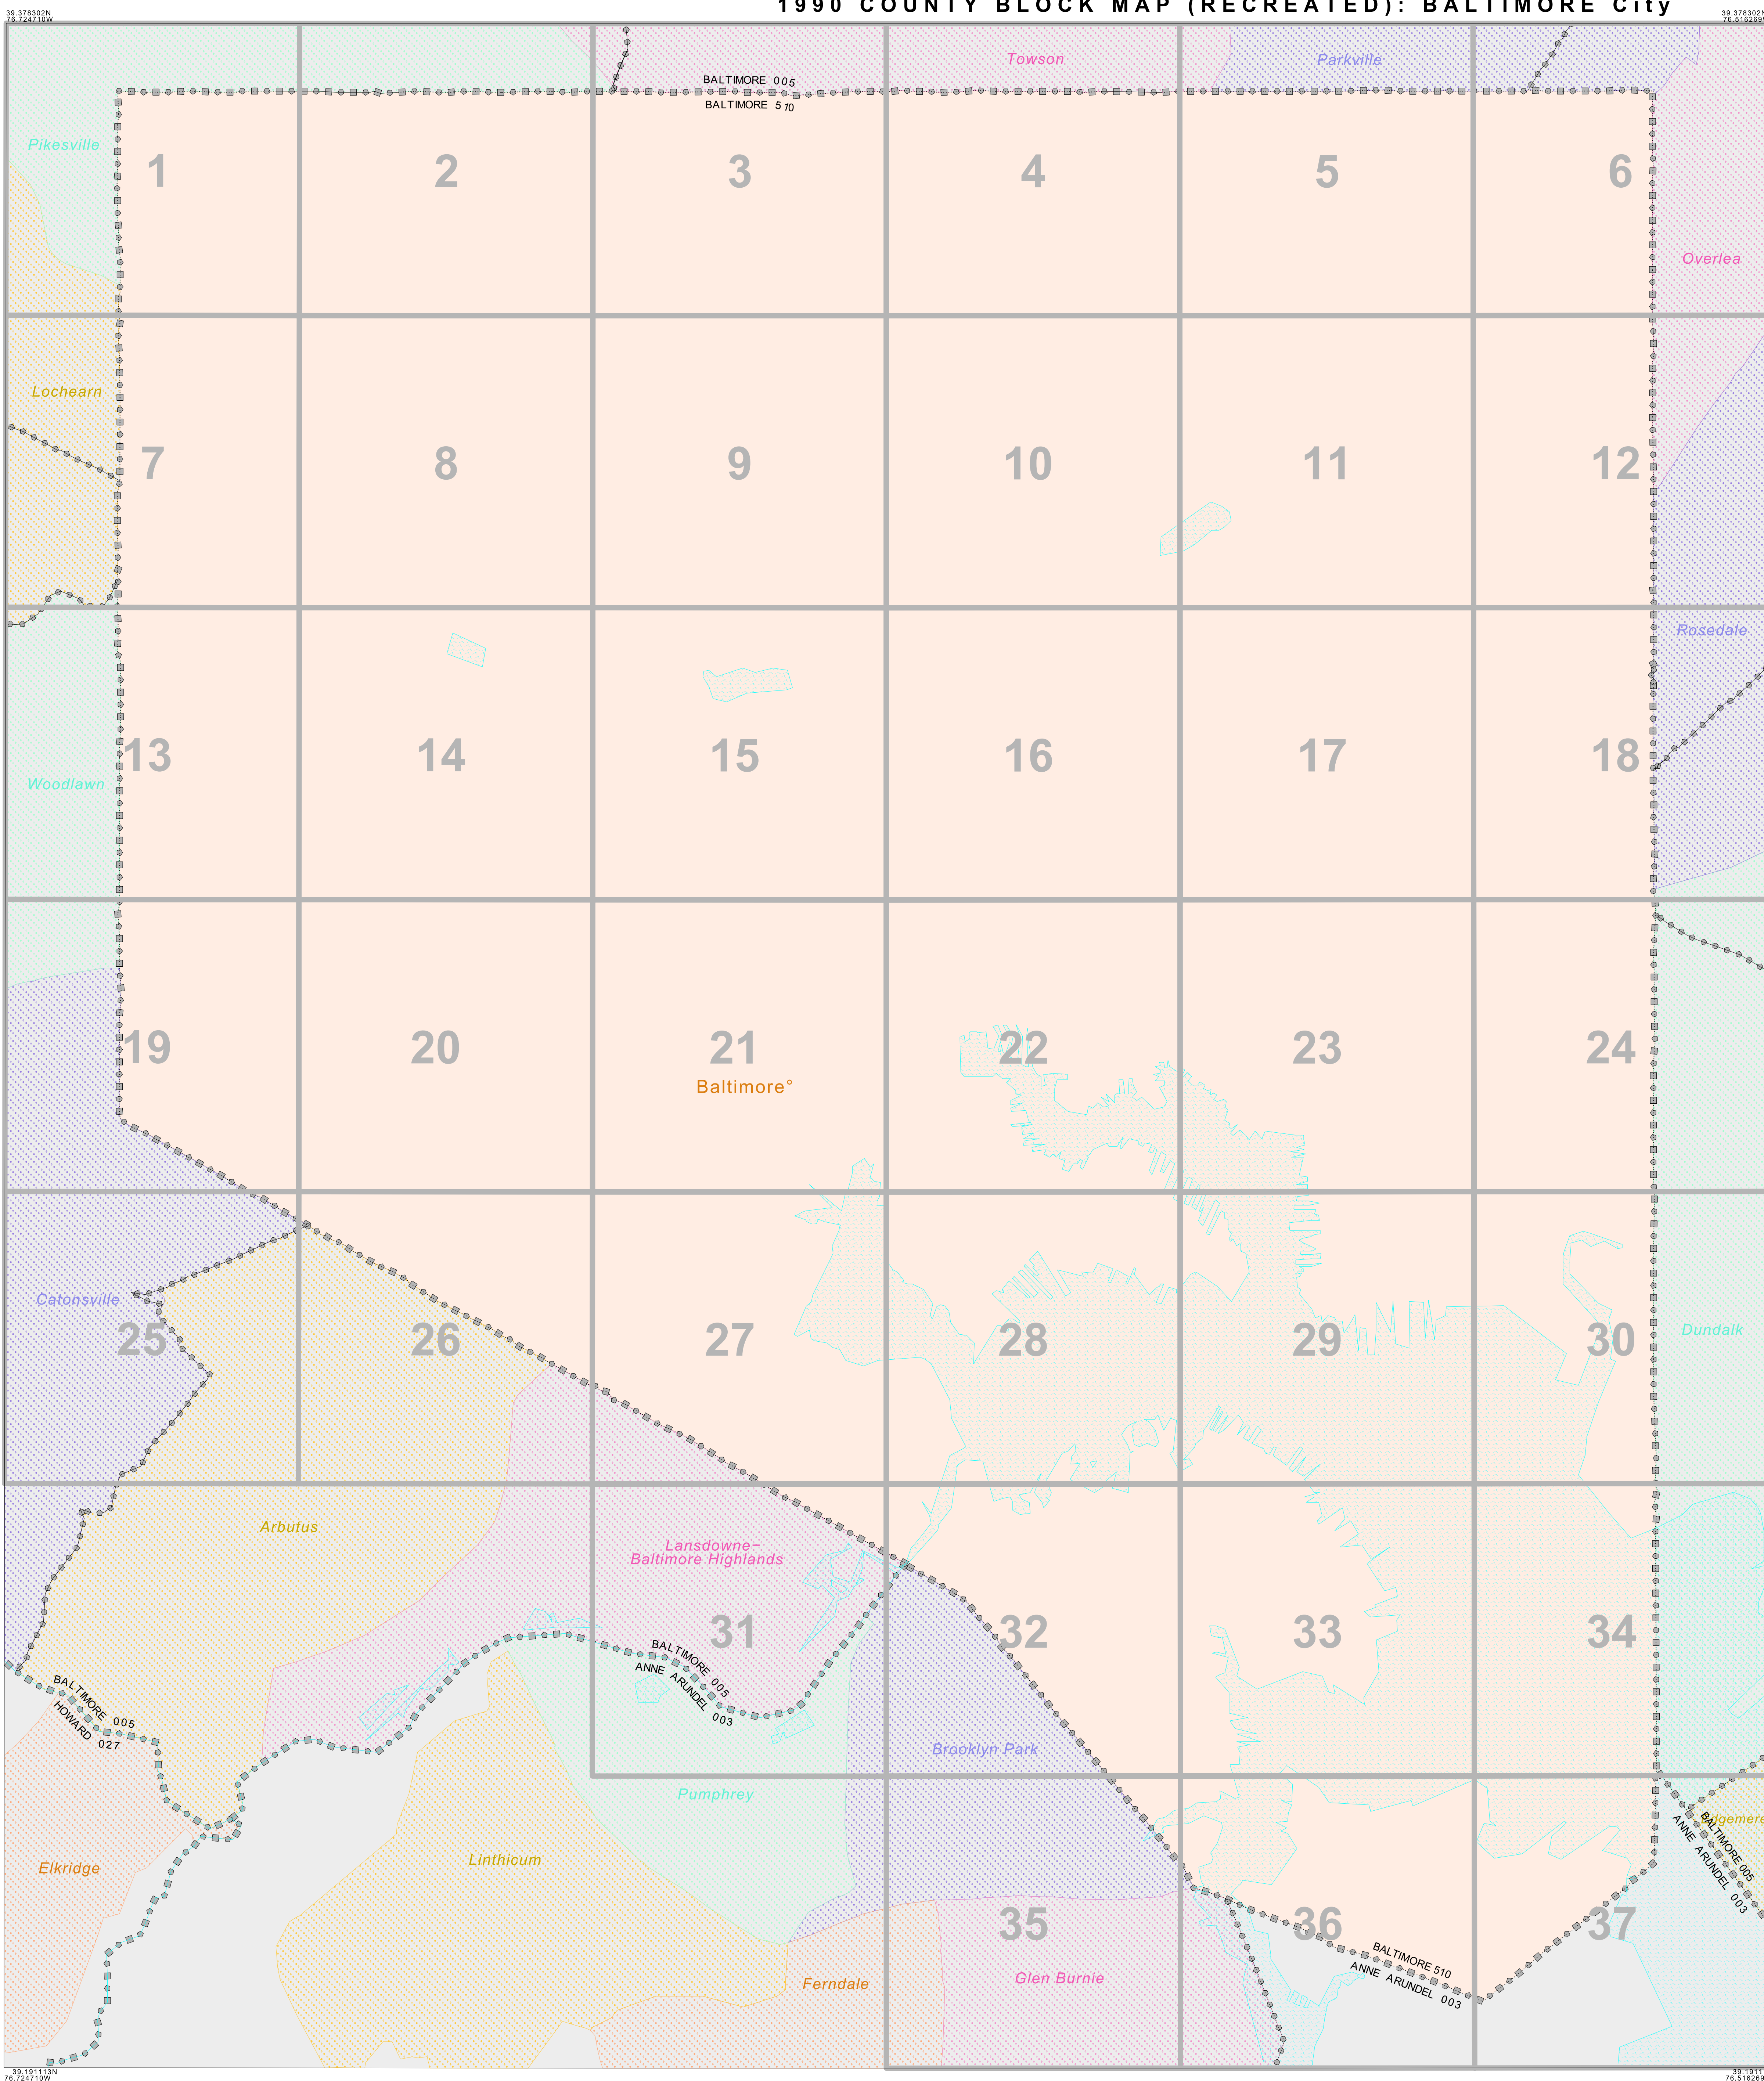 1990 COUNTY BLOCK MAP (RECREATED): BALTIMORE City
39.378302N
76.724710W
39.378302N
Towson
Parkville
BALTIMORE 005
BALTIMORE 510
Pikesville
1
2
3
4
5
6
Overlea
Lochearn
7
8
9
10
11
12
Rosedale
13
14
15
16
17
18
Woodlawn
19
20
21
22
23
24
Baltimore°
Catonsville
25
26
27
28
29
30
Dundalk
Arbutus
Lansdowne-
Baltimore Highlands
31
32
33
34
BALTIMORE 005
ANNE ARUNDEL 003
BALTIMORE 005
HOWARD 027
Brooklyn Park
Pumphrey
BALTIMORE 005
ANNE ARUNDEL 003
Elkridge
Linthicum
35
36
37
BALTIMORE 510
ANNE ARUNDEL 003
Glen Burnie
Ferndale
39.191113N
76.724710W